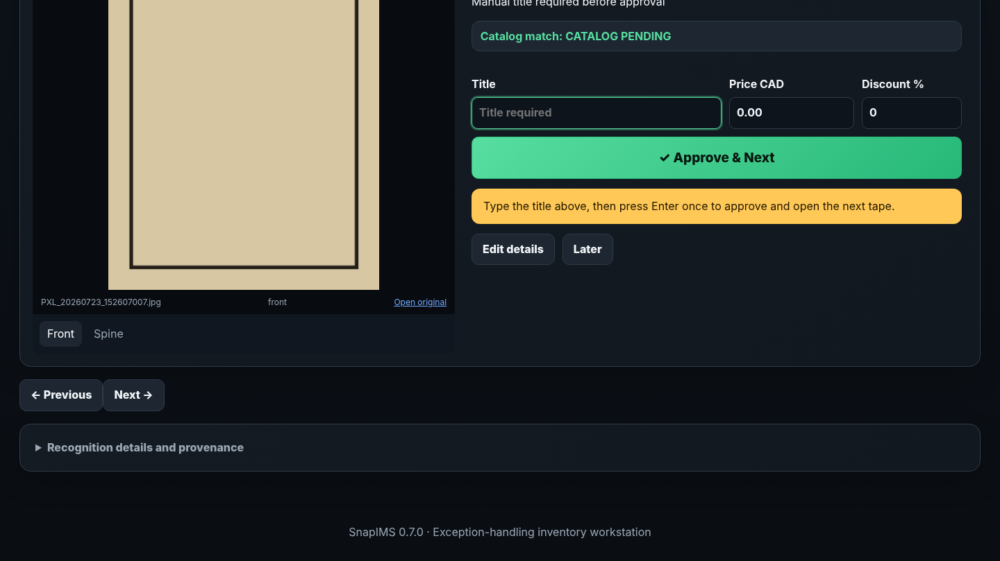 Manual title required before approval
Catalog match: CATALOG PENDING
Title
Price CAD
Discount %
Title required
0.00
0
✓ Approve & Next
Type the title above, then press Enter once to approve and open the next tape.
Edit details
Later
PXL_20260723_152607007.jpg
front
Open original
Front
Spine
← Previous
Next →
▶ Recognition details and provenance
SnapIMS 0.7.0 · Exception-handling inventory workstation